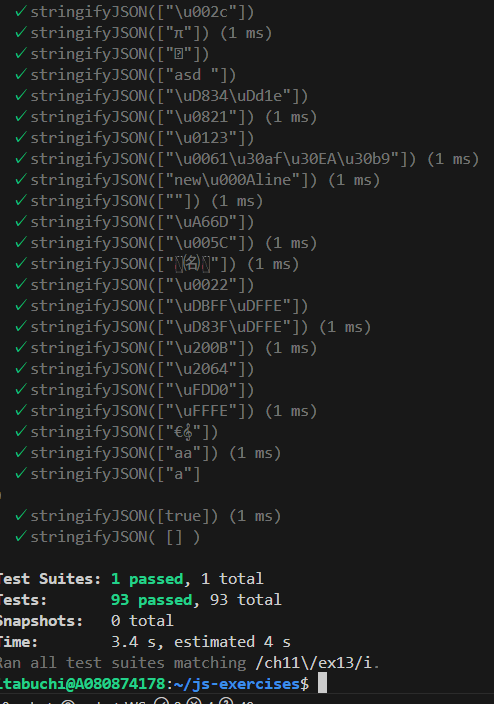 ✓stringifyJSON(["\u002c"])
✓stringifyJSON(["π"]) (1 ms)
✓stringifyJSON([""])
✓stringifyJSON(["asd "])
✓stringifyJSON(["\uD834\uDd1e"])
✓stringifyJSON(["\u0821"]) (1 ms)
✓stringifyJSON(["\u0123"])
✓stringifyJSON(["\u0061\u30af\u30EA\u30b9"]) (1 ms)
✓stringifyJSON(["new\u000Aline"]) (1 ms)
✓stringifyJSON([""]) (1 ms)
✓stringifyJSON(["\uA66D"])
✓stringifyJSON(["\u005C"]) (1 ms)
✓stringifyJSON(["㈴"]) (1 ms)
✓stringifyJSON(["\u0022"])
✓stringifyJSON(["\uDBFF\uDFFE"])
✓stringifyJSON(["\uD83F\uDFFE"]) (1 ms)
✓stringifyJSON(["\u200B"]) (1 ms)
✓stringifyJSON(["\u2064"])
✓stringifyJSON(["\uFDD0"])
✓stringifyJSON(["\uFFFE"]) (1 ms)
✓stringifyJSON(["€𝄞"])
✓stringifyJSON(["aa"]) (1 ms)
✓stringifyJSON(["a"]
)
✓stringifyJSON([true]) (1 ms)
✓stringifyJSON( [] )
Test Suites: 1 passed, 1 total
Tests: 93 passed, 93 total
Snapshots: 0 total
Time: 3.4 s, estimated 4 s
Ran all test suites matching /ch11\/ex13/i.
itabuchi@A080874178:~/js-exercises$